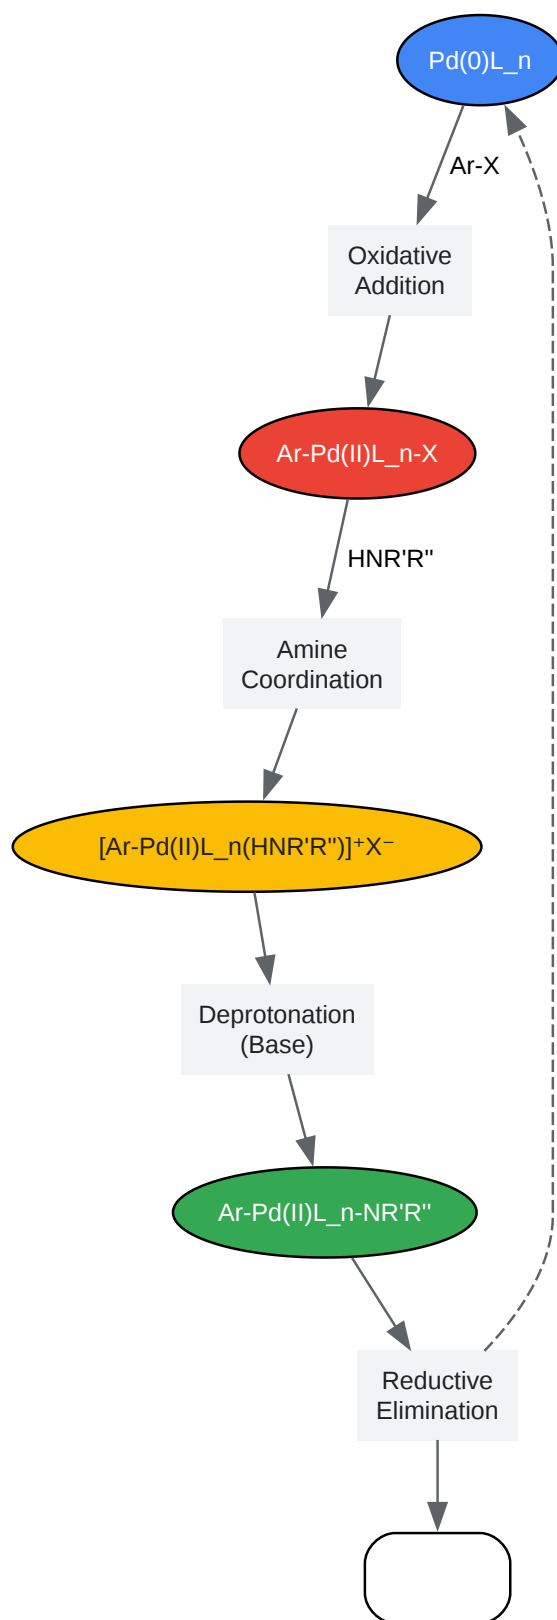 Pd(0)L_n
Ar-X
Oxidative
Addition
Ar-Pd(II)L_n-X
HNR'R''
Amine
Coordination
[Ar-Pd(II)L_n(HNR'R'')]⁺X⁻
Deprotonation
(Base)
Ar-Pd(II)L_n-NR'R''
Reductive
Elimination